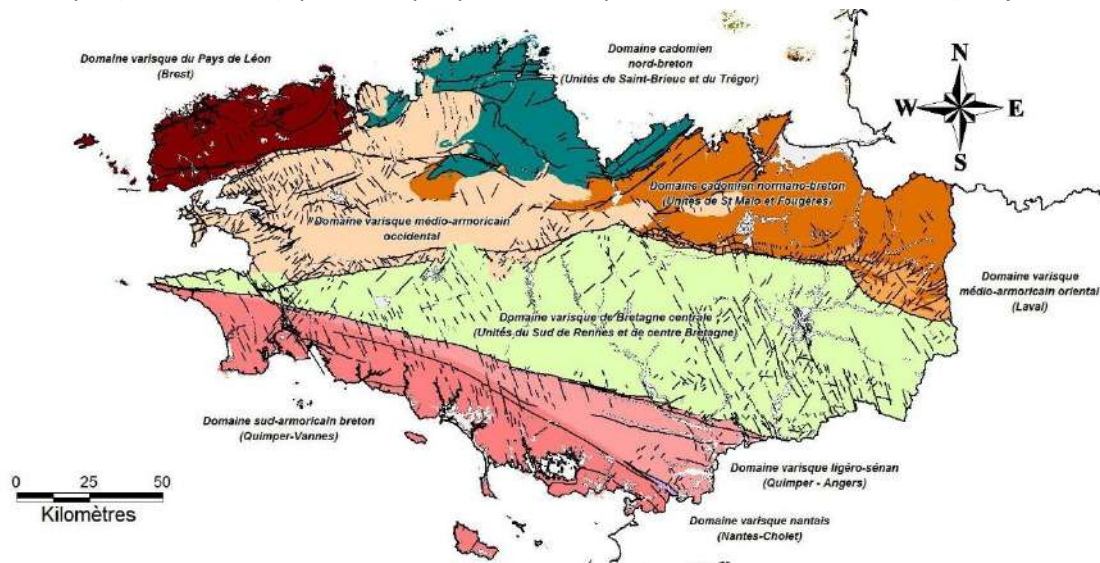 Domaine varisque du Pays de Léon
(Brest)
Domaine cadomien
nord-breton
(Unités de Saint-Brieuc et du Trégor)
N
W
E
S
Domaine cadomien normano-breton
(Unités de St Malo et Fougères)
Domaine varisque médio-armoricain
occidental
Domaine varisque
médio-armoricain oriental
(Laval)
Domaine varisque de Bretagne centrale
(Unités du Sud de Rennes et de centre Bretagne)
Domaine sud-armoricain breton
(Quimper-Vannes)
Domaine varisque ligéro-sénan
(Quimper - Angers)
Domaine varisque nantais
(Nantes-Cholet)
0 25 50
Kilomètres